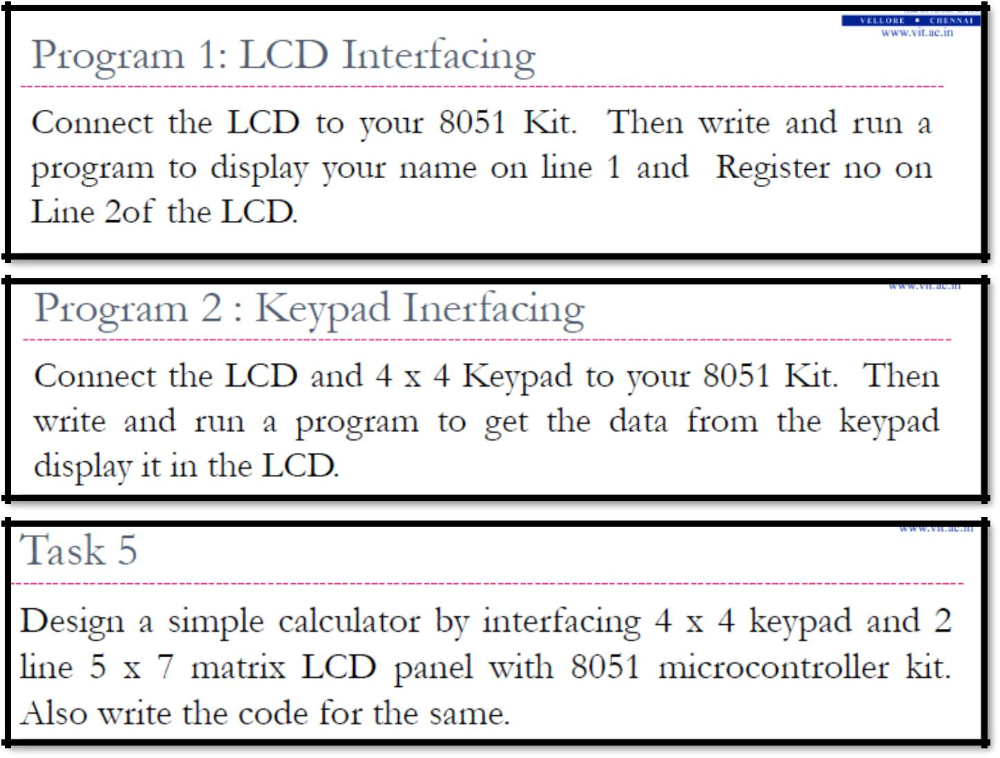 VELLORE ▪ CHENNAI
www.vit.ac.in
Program 1: LCD Interfacing
Connect the LCD to your 8051 Kit. Then write and run a
program to display your name on line 1 and Register no on
Line 2of the LCD.
www.vit.ac.in
Program 2 : Keypad Inerfacing
Connect the LCD and 4 x 4 Keypad to your 8051 Kit. Then
write and run a program to get the data from the keypad
display it in the LCD.
www.vit.ac.in
Task 5
Design a simple calculator by interfacing 4 x 4 keypad and 2
line 5 x 7 matrix LCD panel with 8051 microcontroller kit.
Also write the code for the same.